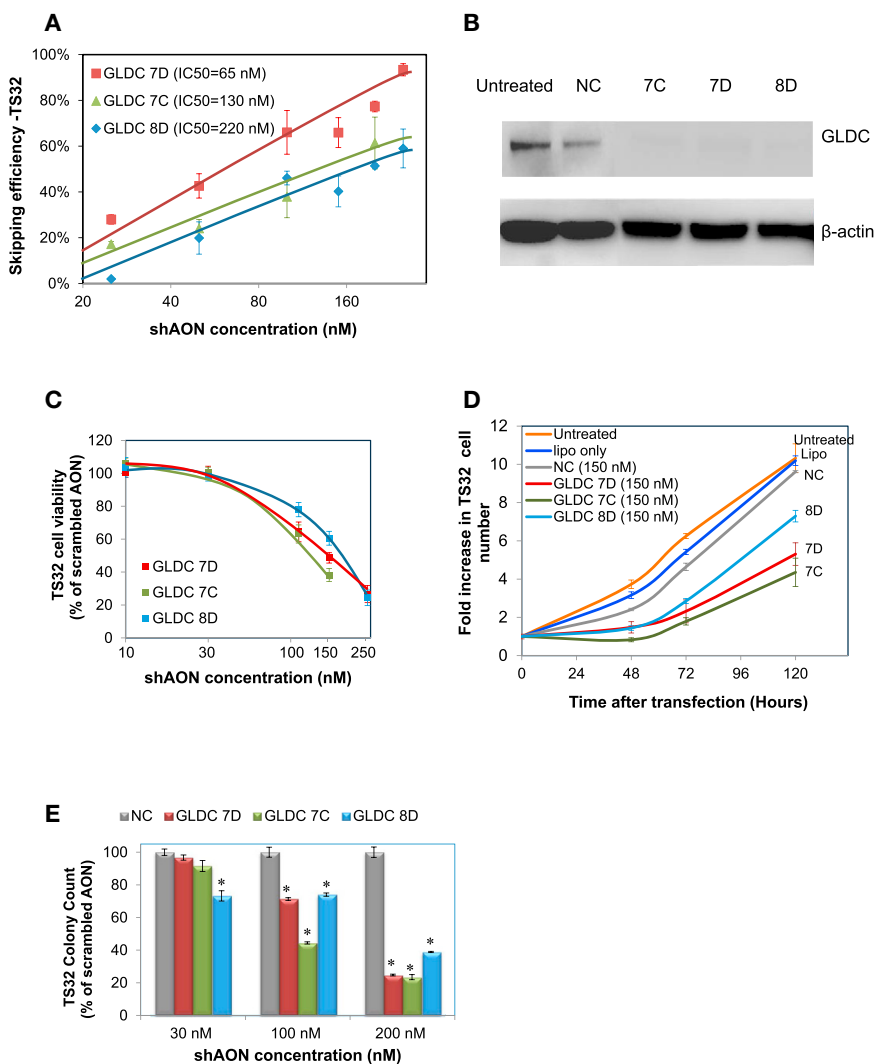 A
100%
80%
60%
40%
20%
0%
Skipping efficiency -TS32
GLDC 7D (IC50=65 nM)
GLDC 7C (IC50=130 nM)
GLDC 8D (IC50=220 nM)
20 40 80 160
shAON concentration (nM)
B
Untreated NC 7C 7D 8D
GLDC
β-actin
C
120
100
80
60
40
20
0
TS32 cell viability
(% of scrambled AON)
GLDC 7D
GLDC 7C
GLDC 8D
10 30 100 150 250
shAON concentration (nM)
D
12
10
8
6
4
2
0
Fold increase in TS32 cell
number
Untreated
lipo only
NC (150 nM)
GLDC 7D (150 nM)
GLDC 7C (150 nM)
GLDC 8D (150 nM)
Untreated
Lipo
NC
8D
7D
7C
0 24 48 72 96 120
Time after transfection (Hours)
E
NC GLDC 7D GLDC 7C GLDC 8D
100
80
60
40
20
0
TS32 Colony Count
(% of scrambled AON)
* * * * * * *
30 nM 100 nM 200 nM
shAON concentration (nM)